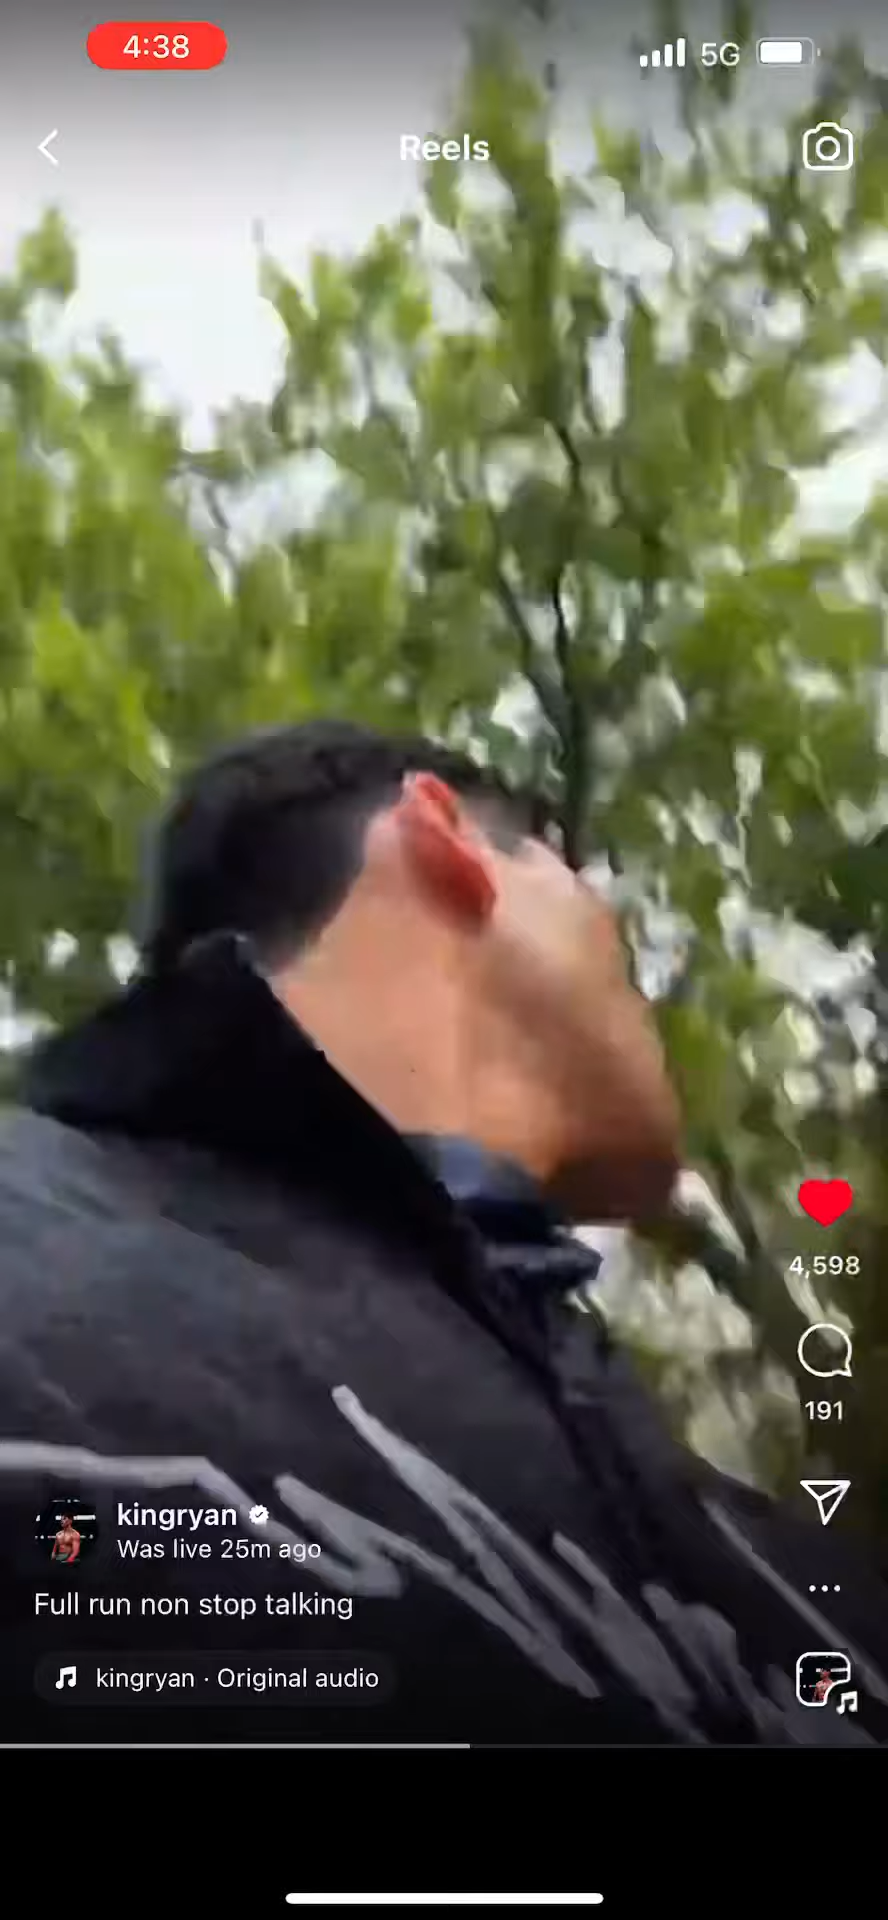 4:38
5G
Reels
4,598
191
kingryan
Was live 25m ago
Full run non stop talking
kingryan · Original audio